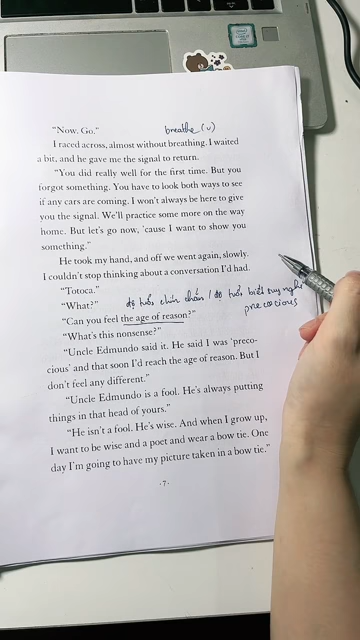 breathe (v)
"Now. Go."
I raced across, almost without breathing. I waited
a bit, and he gave me the signal to return.
"You did really well for the first time. But you
forgot something. You have to look both ways to see
if any cars are coming. I won't always be here to give
you the signal. We'll practice some more on the way
home. But let's go now, 'cause I want to show you
something."
He took my hand, and off we went again, slowly.
I couldn't stop thinking about a conversation I'd had.
"Totoca."
"What?"
độ tuổi chín chắn / độ tuổi biết suy nghĩ
"Can you feel the age of reason?"
precocious
"What's this nonsense?"
"Uncle Edmundo said it. He said I was 'preco-
cious' and that soon I'd reach the age of reason. But I
don't feel any different."
"Uncle Edmundo is a fool. He's always putting
things in that head of yours."
"He isn't a fool. He's wise. And when I grow up,
I want to be wise and a poet and wear a bow tie. One
day I'm going to have my picture taken in a bow tie."
·7·